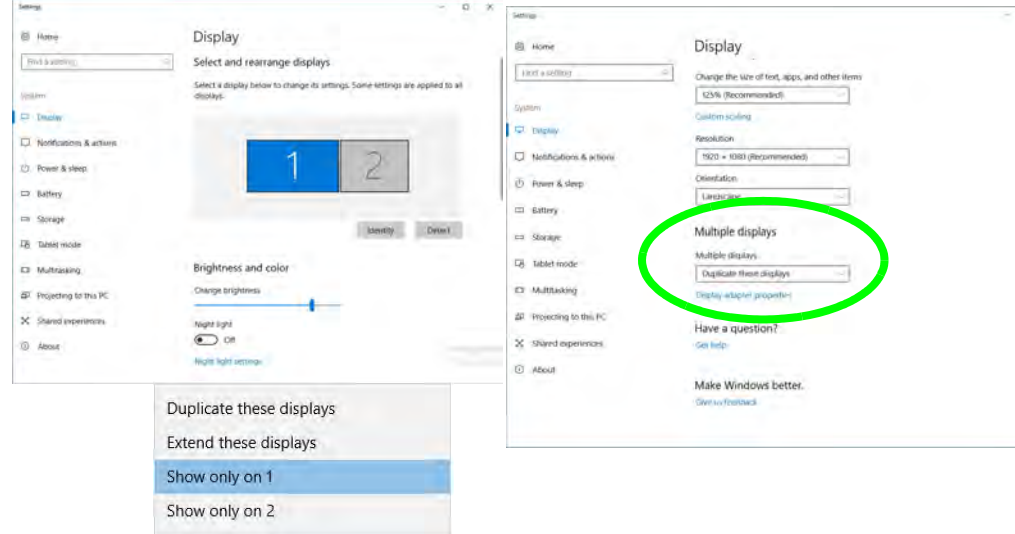 Settings
Home
Display
Find a setting
Select and rearrange displays
Select a display below to change its settings. Some settings are applied to all
displays.
System
Display
Notifications & actions
Power & sleep
Battery
Storage
Tablet mode
Multitasking
Projecting to this PC
Shared experiences
About
1
2
Identify
Detect
Brightness and color
Change brightness
Night light
Off
Night light settings
Settings
Home
Display
Find a setting
Change the size of text, apps, and other items
125% (Recommended)
Custom scaling
System
Resolution
Display
1920 × 1080 (Recommended)
Notifications & actions
Orientation
Power & sleep
Landscape
Battery
Multiple displays
Storage
Multiple displays
Tablet mode
Duplicate these displays
Multitasking
Display adapter properties
Projecting to this PC
Have a question?
Shared experiences
Get help
About
Make Windows better.
Give us feedback
Duplicate these displays
Extend these displays
Show only on 1
Show only on 2